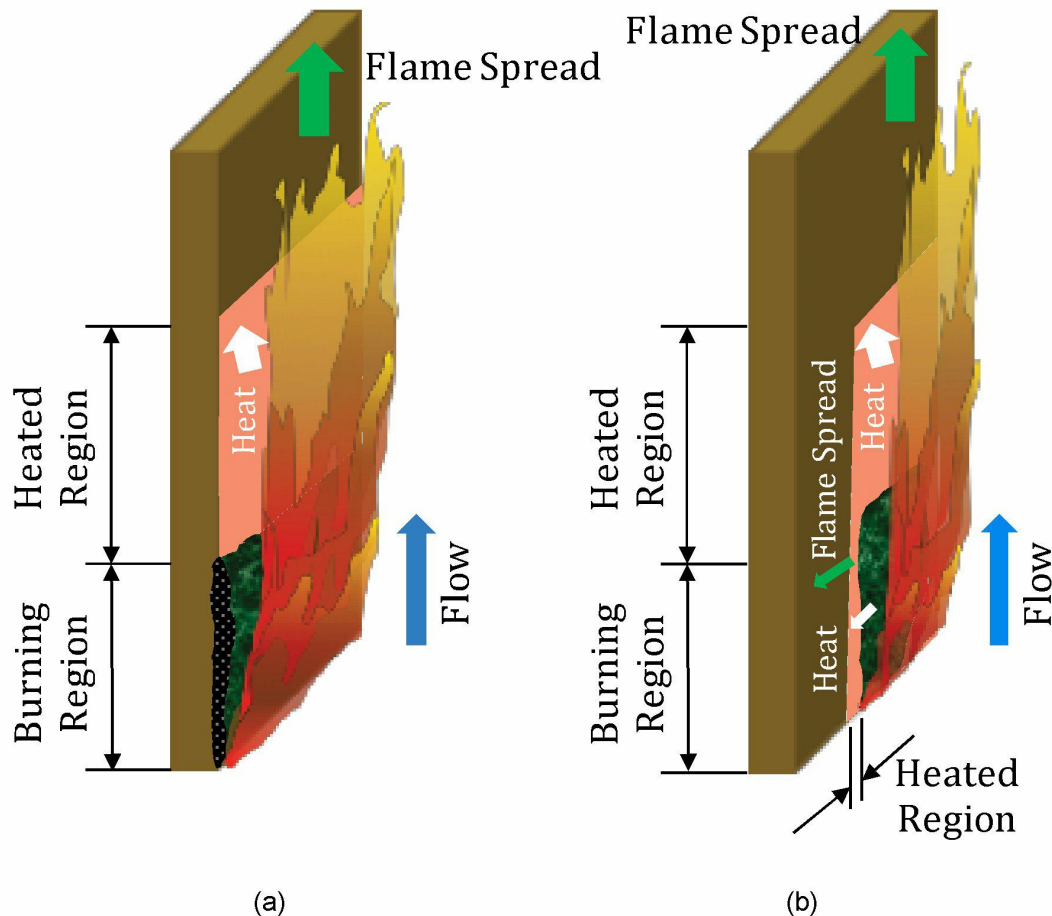 Flame Spread
Heated
Region
Heat
Burning
Region
Flow
(a)
Flame Spread
Heated
Region
Flame Spread
Heat
Burning
Region
Heat
Flow
Heated
Region
(b)